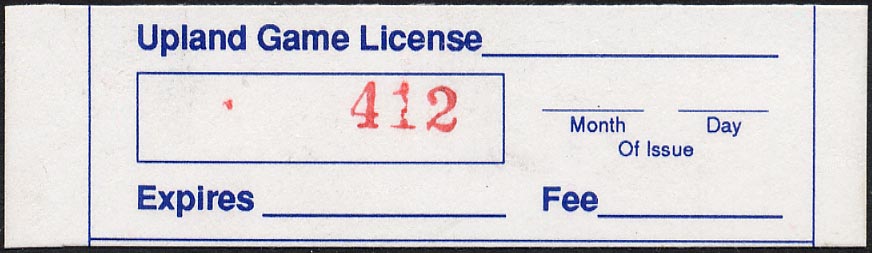 Upland Game License
412
Month Day
Of Issue
Expires Fee